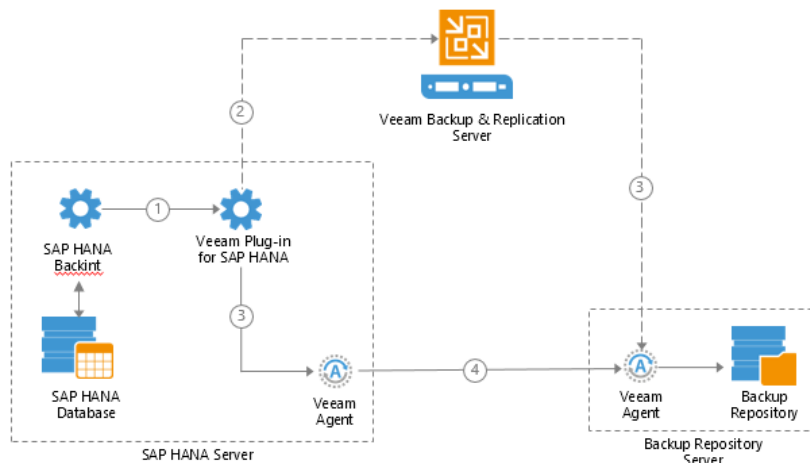 2
Veeam Backup & Replication
Server
3
1
SAP HANA
Backint
Veeam Plug-in
for SAP HANA
3
SAP HANA
Database
A
Veeam
Agent
4
A
Veeam
Agent
Backup
Repository
SAP HANA Server
Backup Repository
Server